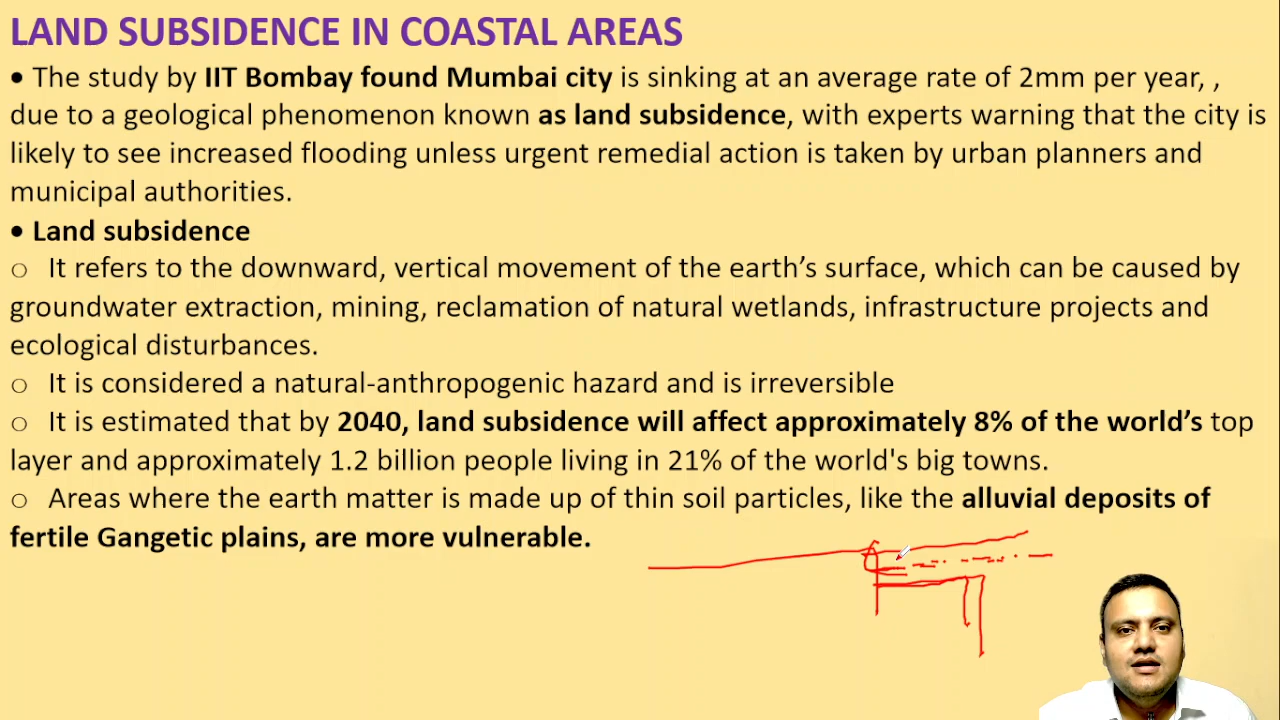 LAND SUBSIDENCE IN COASTAL AREAS
• The study by IIT Bombay found Mumbai city is sinking at an average rate of 2mm per year, ,
due to a geological phenomenon known as land subsidence, with experts warning that the city is
likely to see increased flooding unless urgent remedial action is taken by urban planners and
municipal authorities.
• Land subsidence
○ It refers to the downward, vertical movement of the earth’s surface, which can be caused by
groundwater extraction, mining, reclamation of natural wetlands, infrastructure projects and
ecological disturbances.
○ It is considered a natural-anthropogenic hazard and is irreversible
○ It is estimated that by 2040, land subsidence will affect approximately 8% of the world’s top
layer and approximately 1.2 billion people living in 21% of the world's big towns.
○ Areas where the earth matter is made up of thin soil particles, like the alluvial deposits of
fertile Gangetic plains, are more vulnerable.